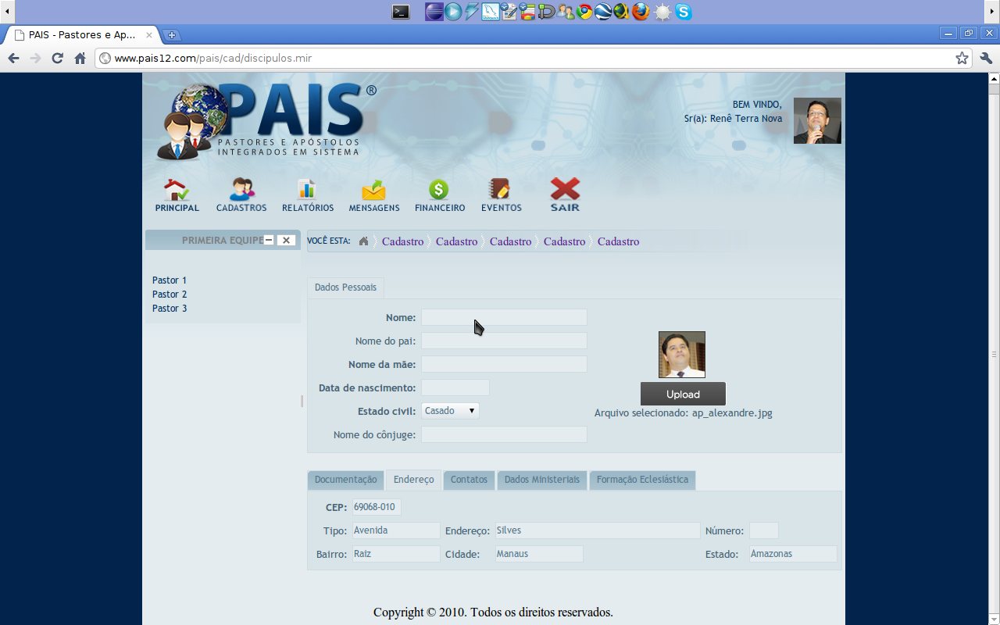 PAIS - Pastores e Ap...
www.pais12.com/pais/cad/discipulos.mir
PAIS®
PASTORES E APÓSTOLOS
INTEGRADOS EM SISTEMA
BEM VINDO,
Sr(a): Renê Terra Nova
PRINCIPAL CADASTROS RELATÓRIOS MENSAGENS FINANCEIRO EVENTOS SAIR
PRIMEIRA EQUIPE
Pastor 1
Pastor 2
Pastor 3
VOCÊ ESTA: Cadastro Cadastro Cadastro Cadastro Cadastro
Dados Pessoais
Nome:
Nome do pai:
Nome da mãe:
Data de nascimento:
Estado civil: Casado
Nome do cônjuge:
Upload
Arquivo selecionado: ap_alexandre.jpg
Documentação Endereço Contatos Dados Ministeriais Formação Eclesiástica
CEP: 69068-010
Tipo: Avenida Endereço: Silves Número:
Bairro: Raiz Cidade: Manaus Estado: Amazonas
Copyright © 2010. Todos os direitos reservados.